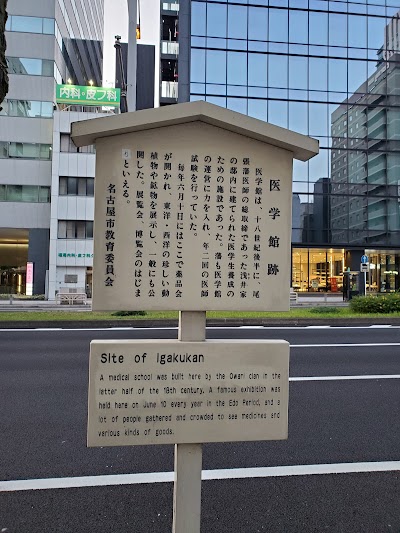 内科・皮フ科
医学館跡
医学館は、十八世紀後半に、尾
張藩医師の総取締であった浅井家
の邸内に建てられた医学生養成の
ための施設であった。藩も医学館
の運営に力を入れ、年二回の医師
試験を行っていた。
毎年六月十日にはここで薬品会
が開かれ、東洋・西洋の珍しい動
植物や鉱物を展示し、一般にも公
開した。展覧会、博覧会のはじま
りといえる。
名古屋市教育委員会
Site of Igakukan
A medical school was built here by the Owari clan in the
latter half of the 18th century. A famous exhibition was
held here on June 10 every year in the Edo Period, and a
lot of people gathered and crowded to see medicines and
various kinds of goods.